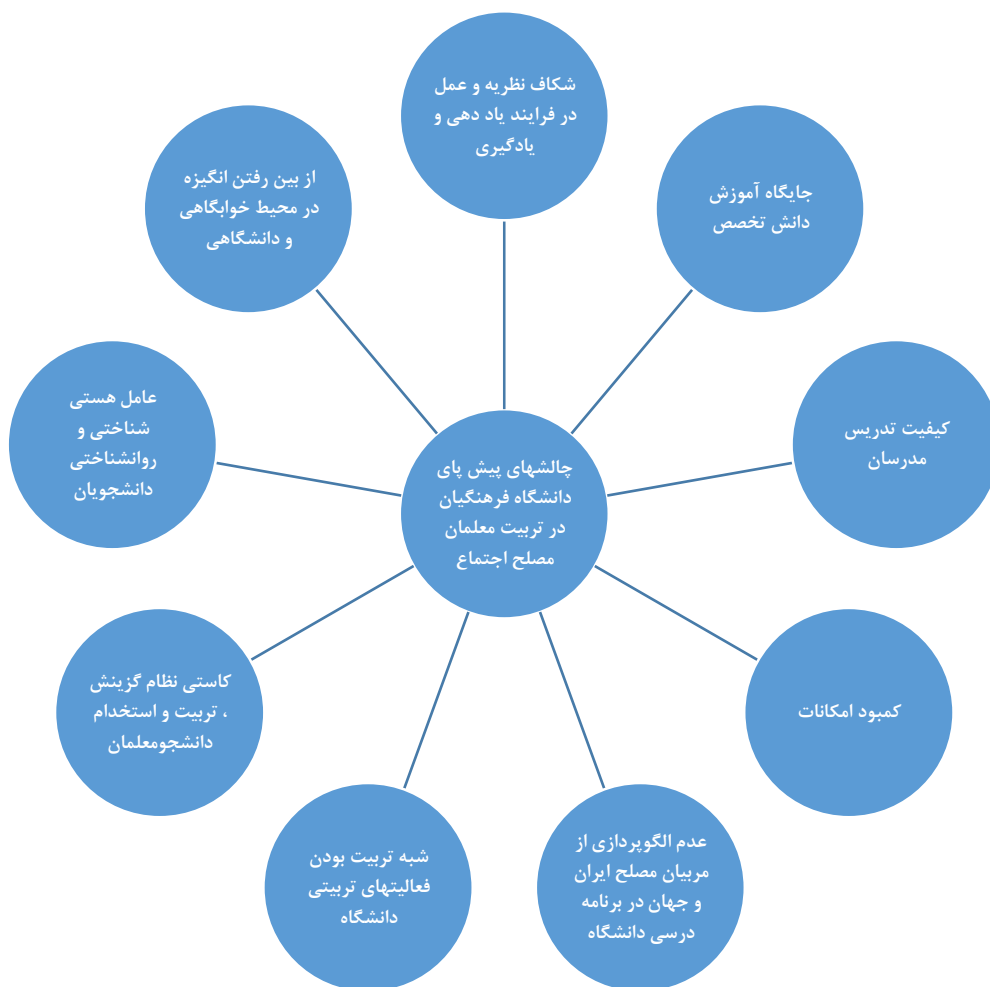 شکاف نظریه و عمل
در فرایند یاد دهی و
یادگیری
جایگاه آموزش
دانش تخصص
کیفیت تدریس
مدرسان
کمبود امکانات
عدم الگوپردازی از
مربیان مصلح ایران
و جهان در برنامه
درسی دانشگاه
شبه تربیت بودن
فعالیتهای تربیتی
دانشگاه
کاستی نظام گزینش
، تربیت و استخدام
دانشجومعلمان
عامل هستی
شناختی و
روانشناختی
دانشجویان
از بین رفتن انگیزه
در محیط خوابگاهی
و دانشگاهی
چالشهای پیش پای
دانشگاه فرهنگیان
در تربیت معلمان
مصلح اجتماع